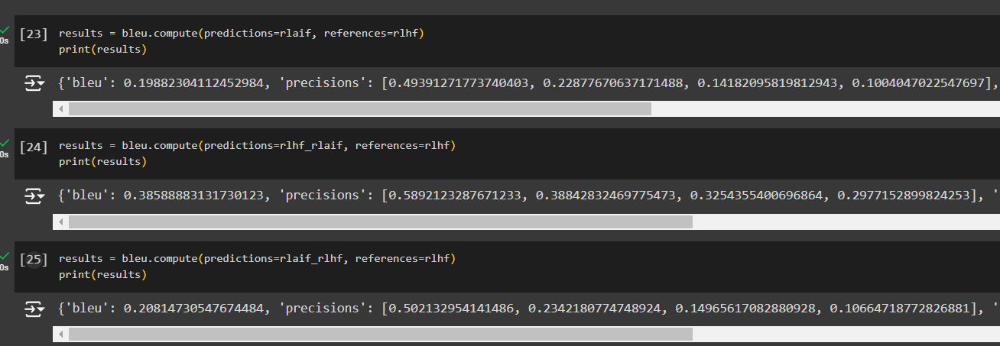 [23] results = bleu.compute(predictions=rlaif, references=rlhf)
0s
print(results)
{'bleu': 0.19882304112452984, 'precisions': [0.49391271773740403, 0.22877670637171488, 0.14182095819812943, 0.1004047022547697],
[24] results = bleu.compute(predictions=rlhf_rlaif, references=rlhf)
0s
print(results)
{'bleu': 0.38588883131730123, 'precisions': [0.5892123287671233, 0.38842832469775473, 0.3254355400696864, 0.2977152899824253], '
[25] results = bleu.compute(predictions=rlaif_rlhf, references=rlhf)
0s
print(results)
{'bleu': 0.20814730547674484, 'precisions': [0.502132954141486, 0.2342180774748924, 0.14965617082880928, 0.10664718772826881], '